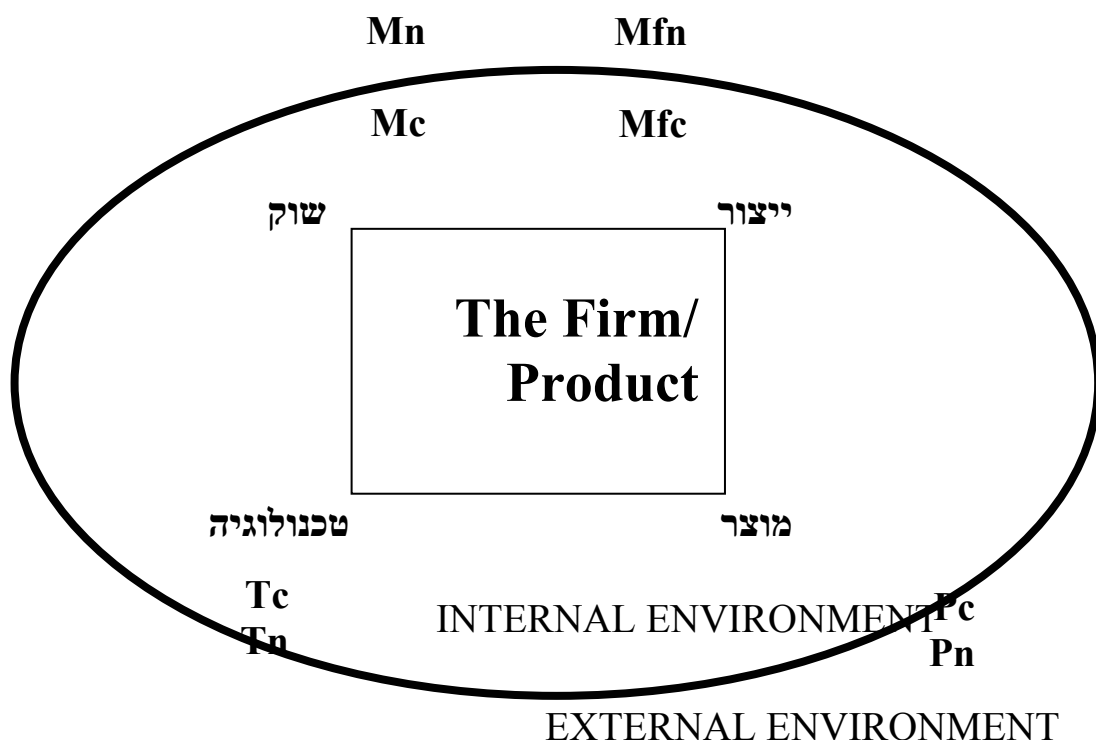 Mn Mfn
Mc Mfc
שוק ייצור
The Firm/
Product
טכנולוגיה מוצר
Tc
INTERNAL ENVIRONMENT Pc
Tn Pn
EXTERNAL ENVIRONMENT